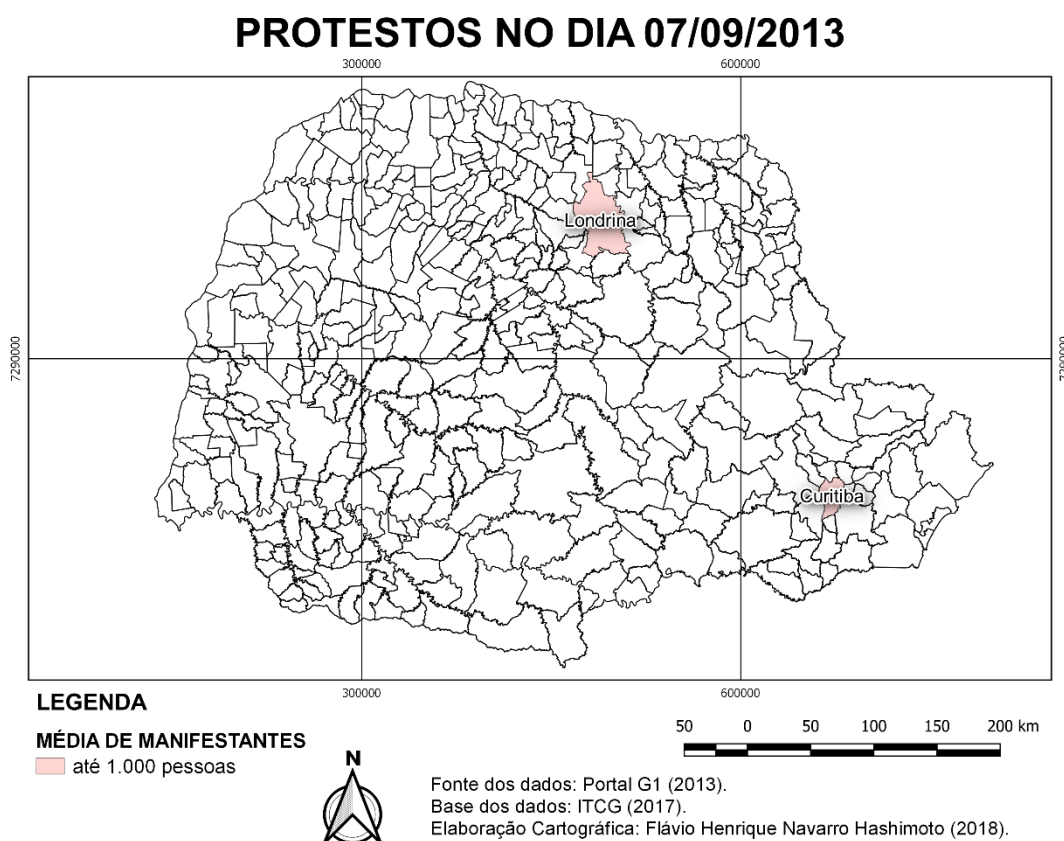 PROTESTOS NO DIA 07/09/2013
300000 600000
Londrina
7290000 7290000
Curitiba
300000 600000
LEGENDA
MÉDIA DE MANIFESTANTES
até 1.000 pessoas
N
50 0 50 100 150 200 km
Fonte dos dados: Portal G1 (2013).
Base dos dados: ITCG (2017).
Elaboração Cartográfica: Flávio Henrique Navarro Hashimoto (2018).